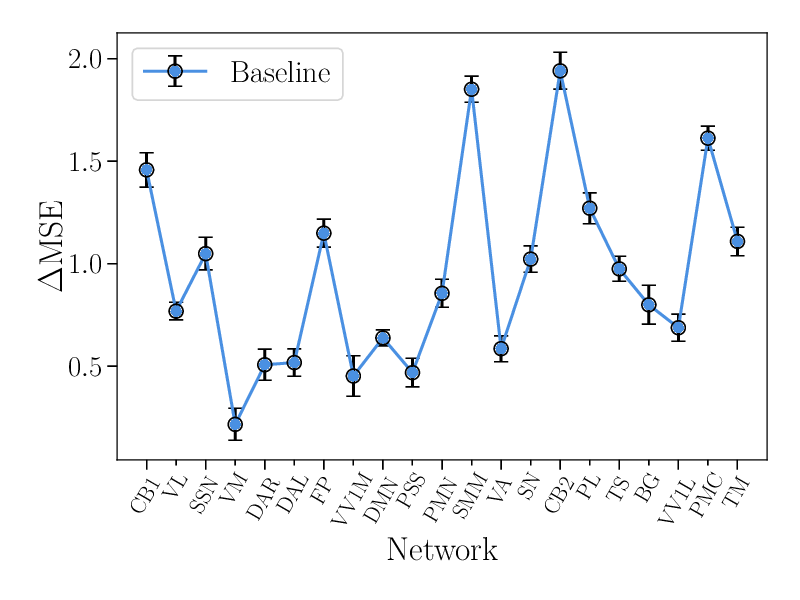 2.0
1.5
1.0
0.5
ΔMSE
Baseline
CB1
VL
SSN
VM
DAR
DAL
FP
VV1M
DMN
PSS
PMN
SMM
VA
SN
CB2
PL
TS
BG
VV1L
PMC
TM
Network